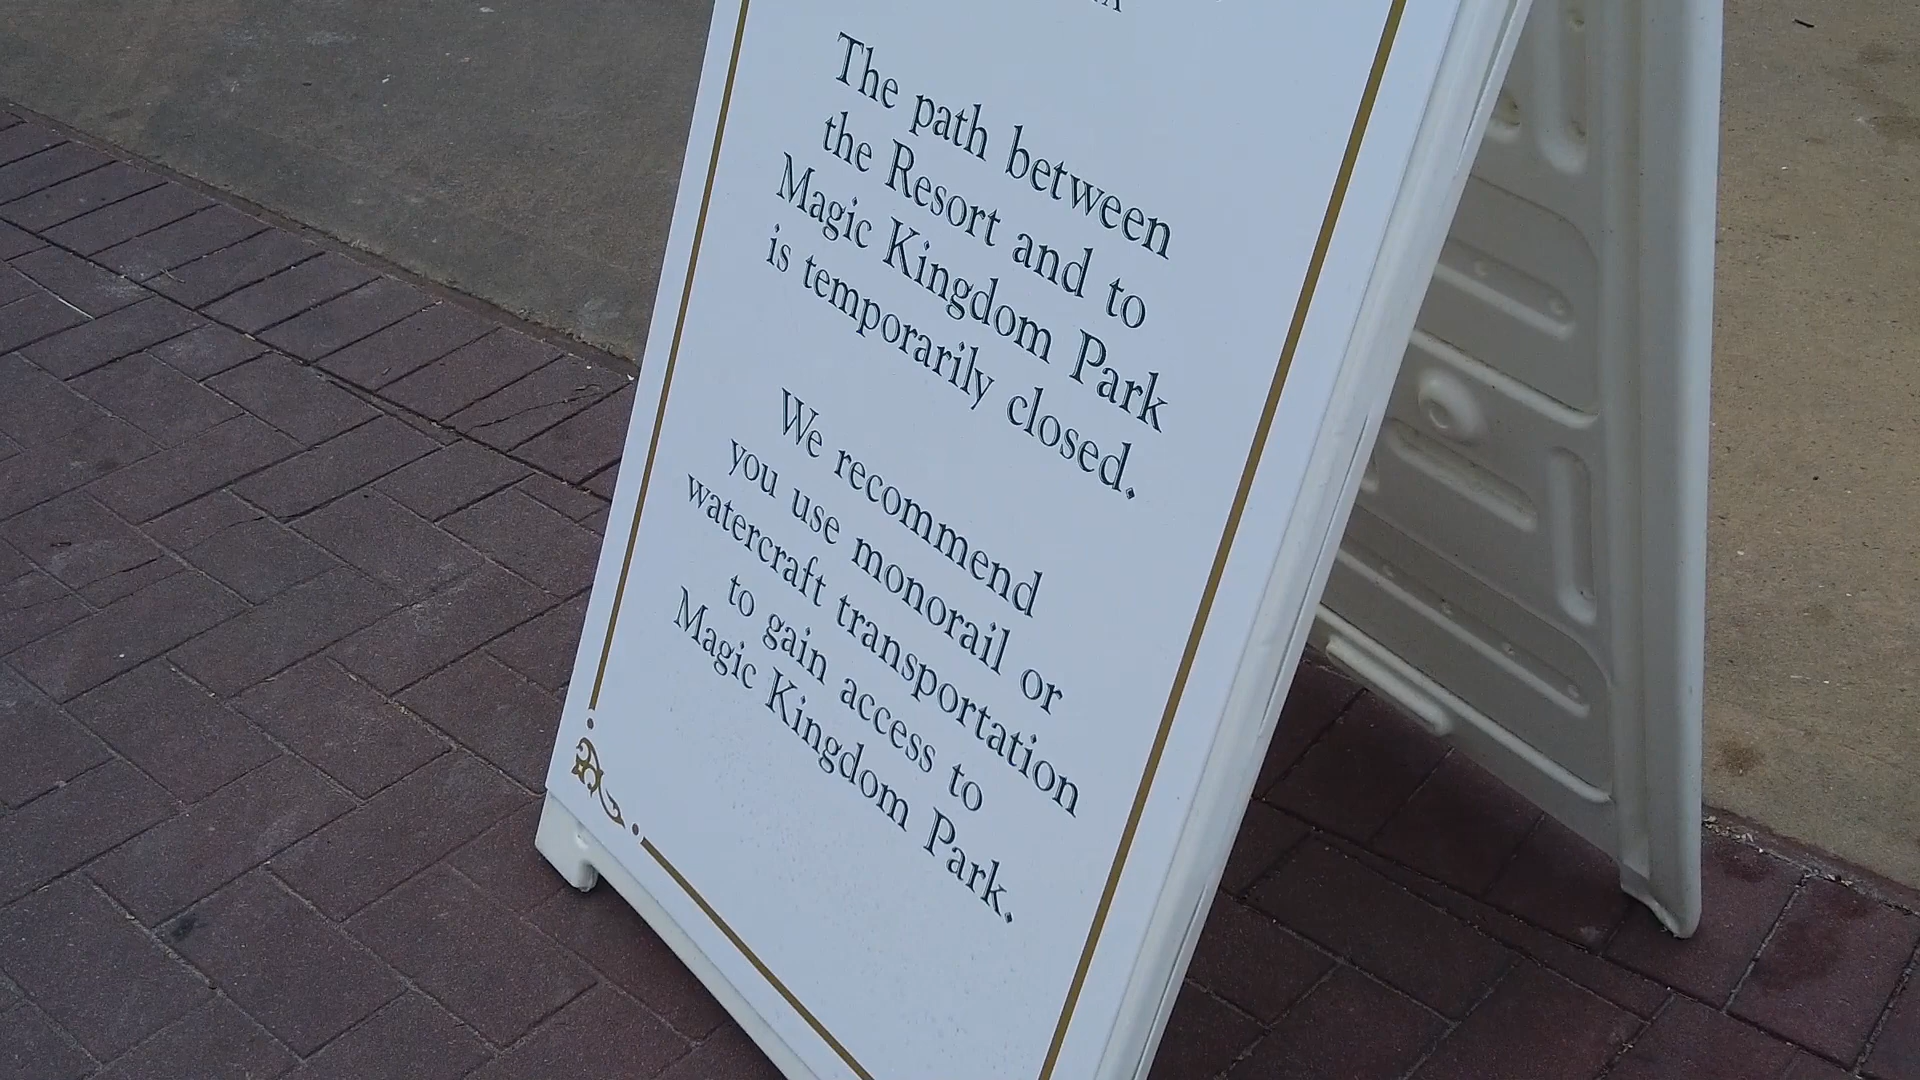 The path between
the Resort and to
Magic Kingdom Park
is temporarily closed.
We recommend
you use monorail or
watercraft transportation
to gain access to
Magic Kingdom Park.